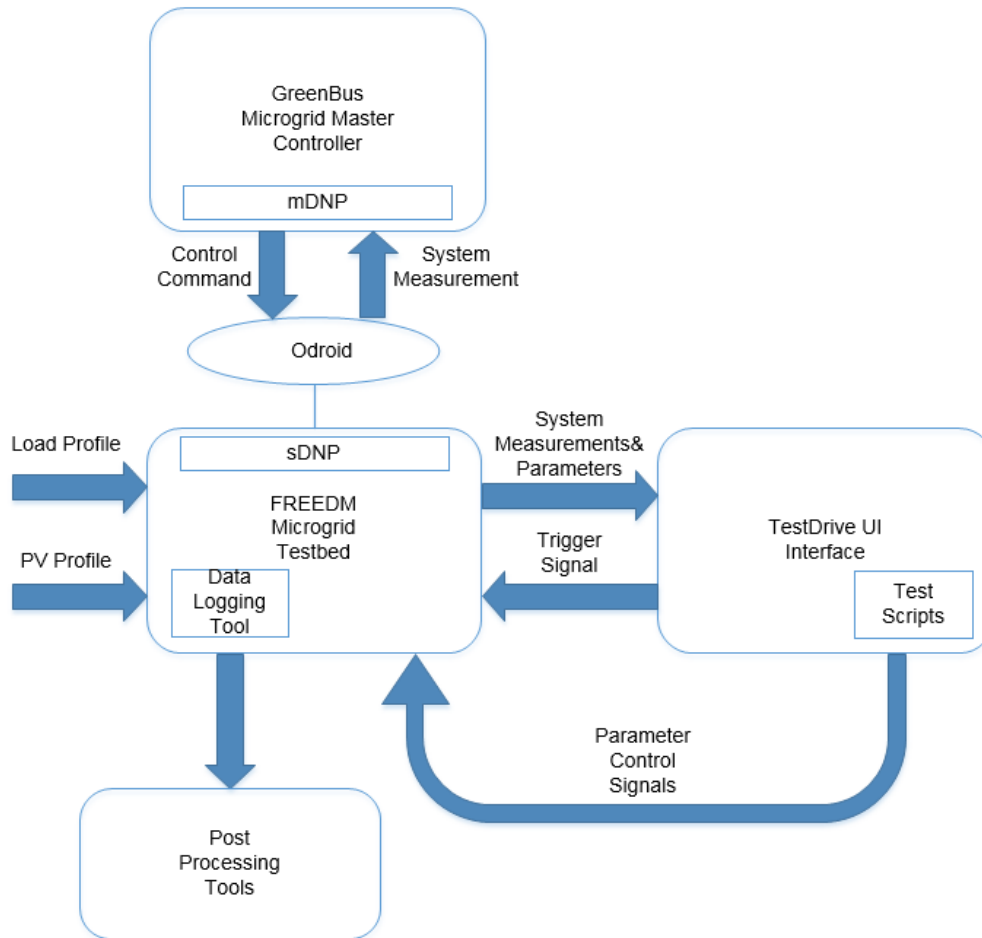 GreenBus
Microgrid Master
Controller
mDNP
Control
Command
System
Measurement
Odroid
Load Profile
sDNP
System
Measurements&
Parameters
FREEDM
Microgrid
Testbed
TestDrive UI
Interface
PV Profile
Trigger
Signal
Data
Logging
Tool
Test
Scripts
Parameter
Control
Signals
Post
Processing
Tools